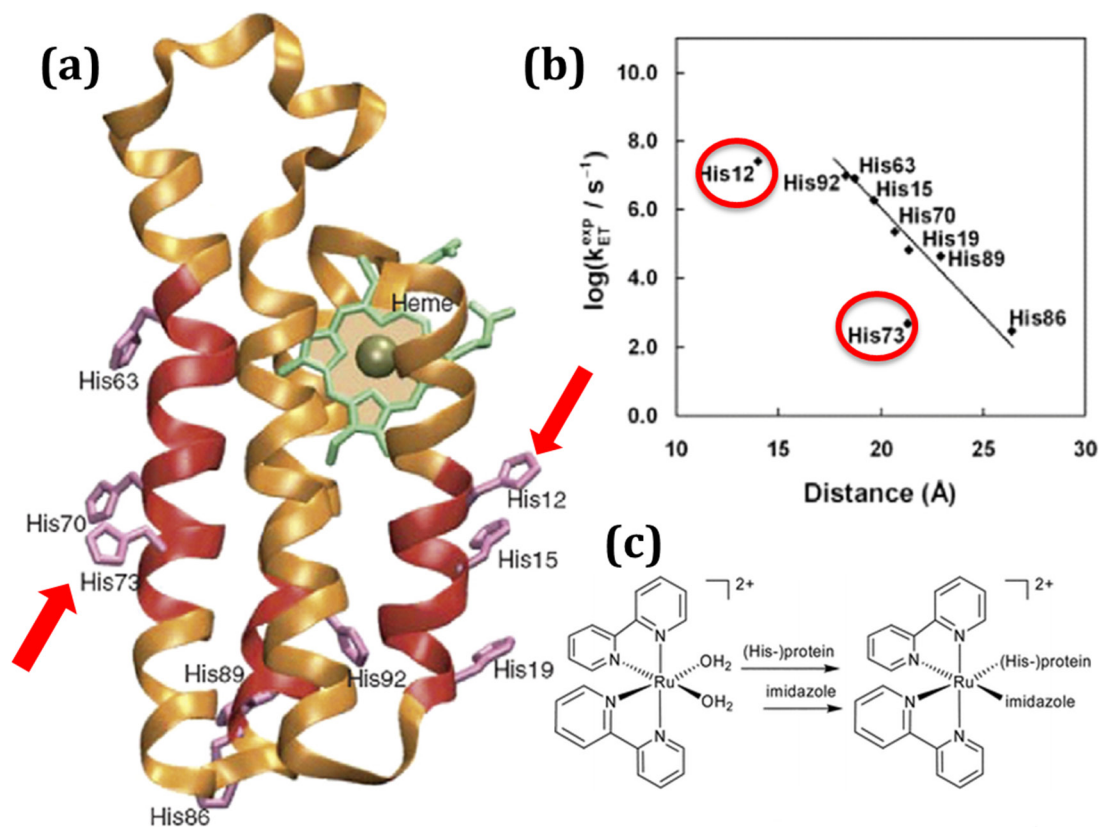 (a)
Heme
His63
His12
His70
His15
His73
His89
His92
His19
His86
(b)
10.0
8.0
6.0
4.0
2.0
0.0
log(k_ET^exp / s⁻¹)
His12
His92
His63
His15
His70
His19
His89
His73
His86
10 15 20 25 30
Distance (Å)
(c)
2+
N
N
N
N
Ru
OH₂
OH₂
(His-)protein
imidazole
2+
N
N
N
N
Ru
(His-)protein
imidazole